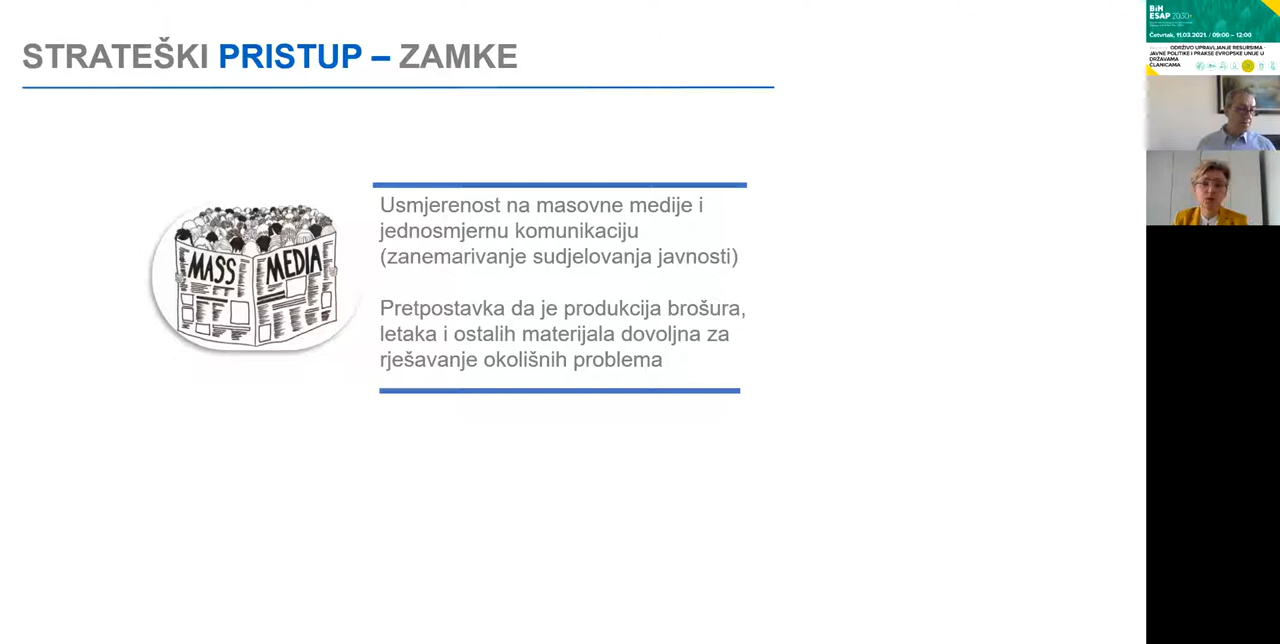 STRATEŠKI PRISTUP – ZAMKE
MASS MEDIA
Usmjerenost na masovne medije i
jednosmjernu komunikaciju
(zanemarivanje sudjelovanja javnosti)
Pretpostavka da je produkcija brošura,
letaka i ostalih materijala dovoljna za
rješavanje okolišnih problema
BiH
ESAP 2030+
Četvrtak, 11.03.2021. / 09:00 – 12:00
ODRŽIVO UPRAVLJANJE RESURSIMA -
JAVNE POLITIKE I PRAKSE EVROPSKE UNIJE U
DRŽAVAMA
ČLANICAMA